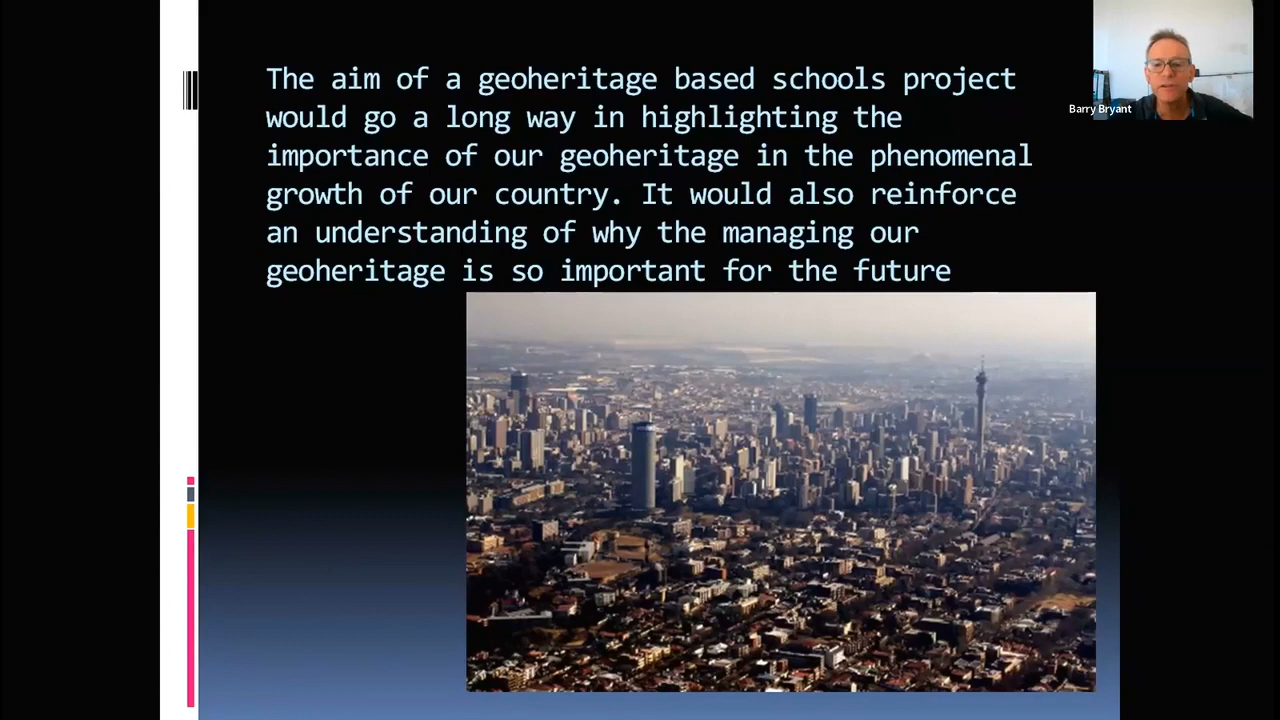 The aim of a geoheritage based schools project
would go a long way in highlighting the
importance of our geoheritage in the phenomenal
growth of our country. It would also reinforce
an understanding of why the managing our
geoheritage is so important for the future
Barry Bryant